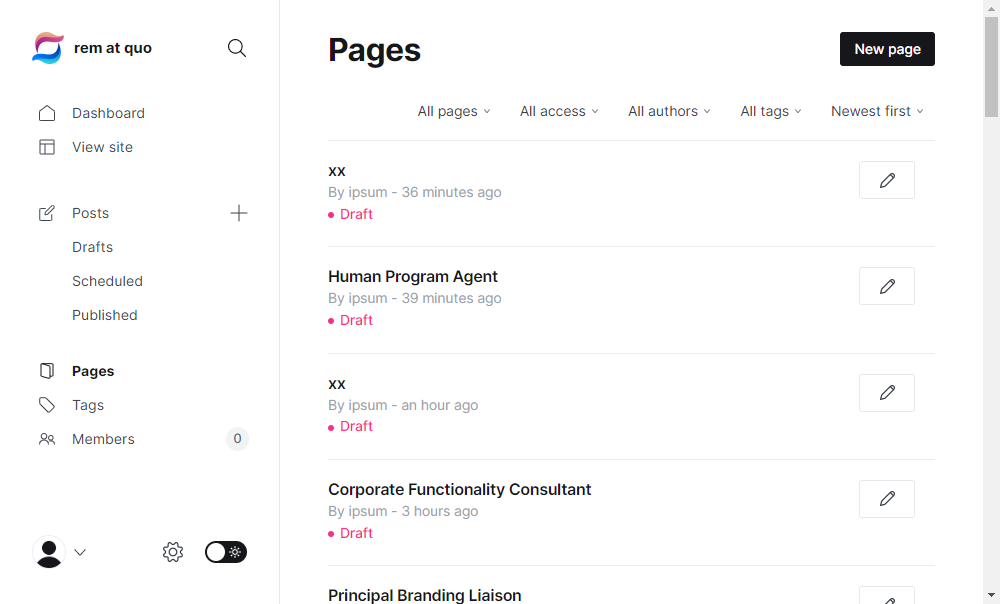 rem at quo
Dashboard
View site
Posts
Drafts
Scheduled
Published
Pages
Tags
Members
0
Pages
New page
All pages
All access
All authors
All tags
Newest first
xx
By ipsum - 36 minutes ago
Draft
Human Program Agent
By ipsum - 39 minutes ago
Draft
xx
By ipsum - an hour ago
Draft
Corporate Functionality Consultant
By ipsum - 3 hours ago
Draft
Principal Branding Liaison